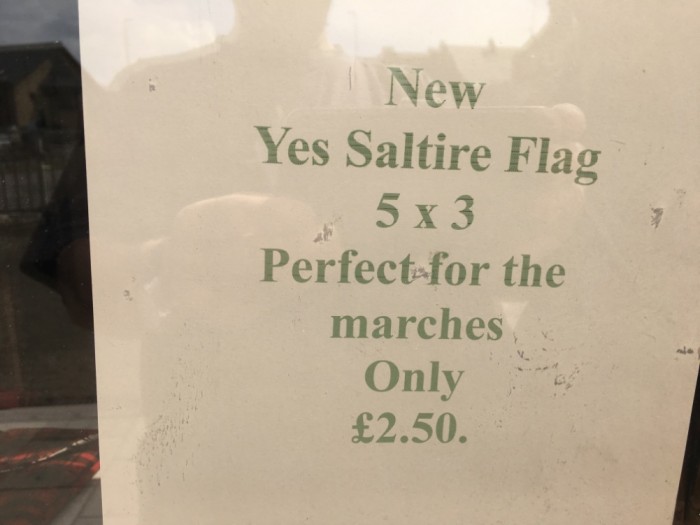 New
Yes Saltire Flag
5 x 3
Perfect for the
marches
Only
£2.50.